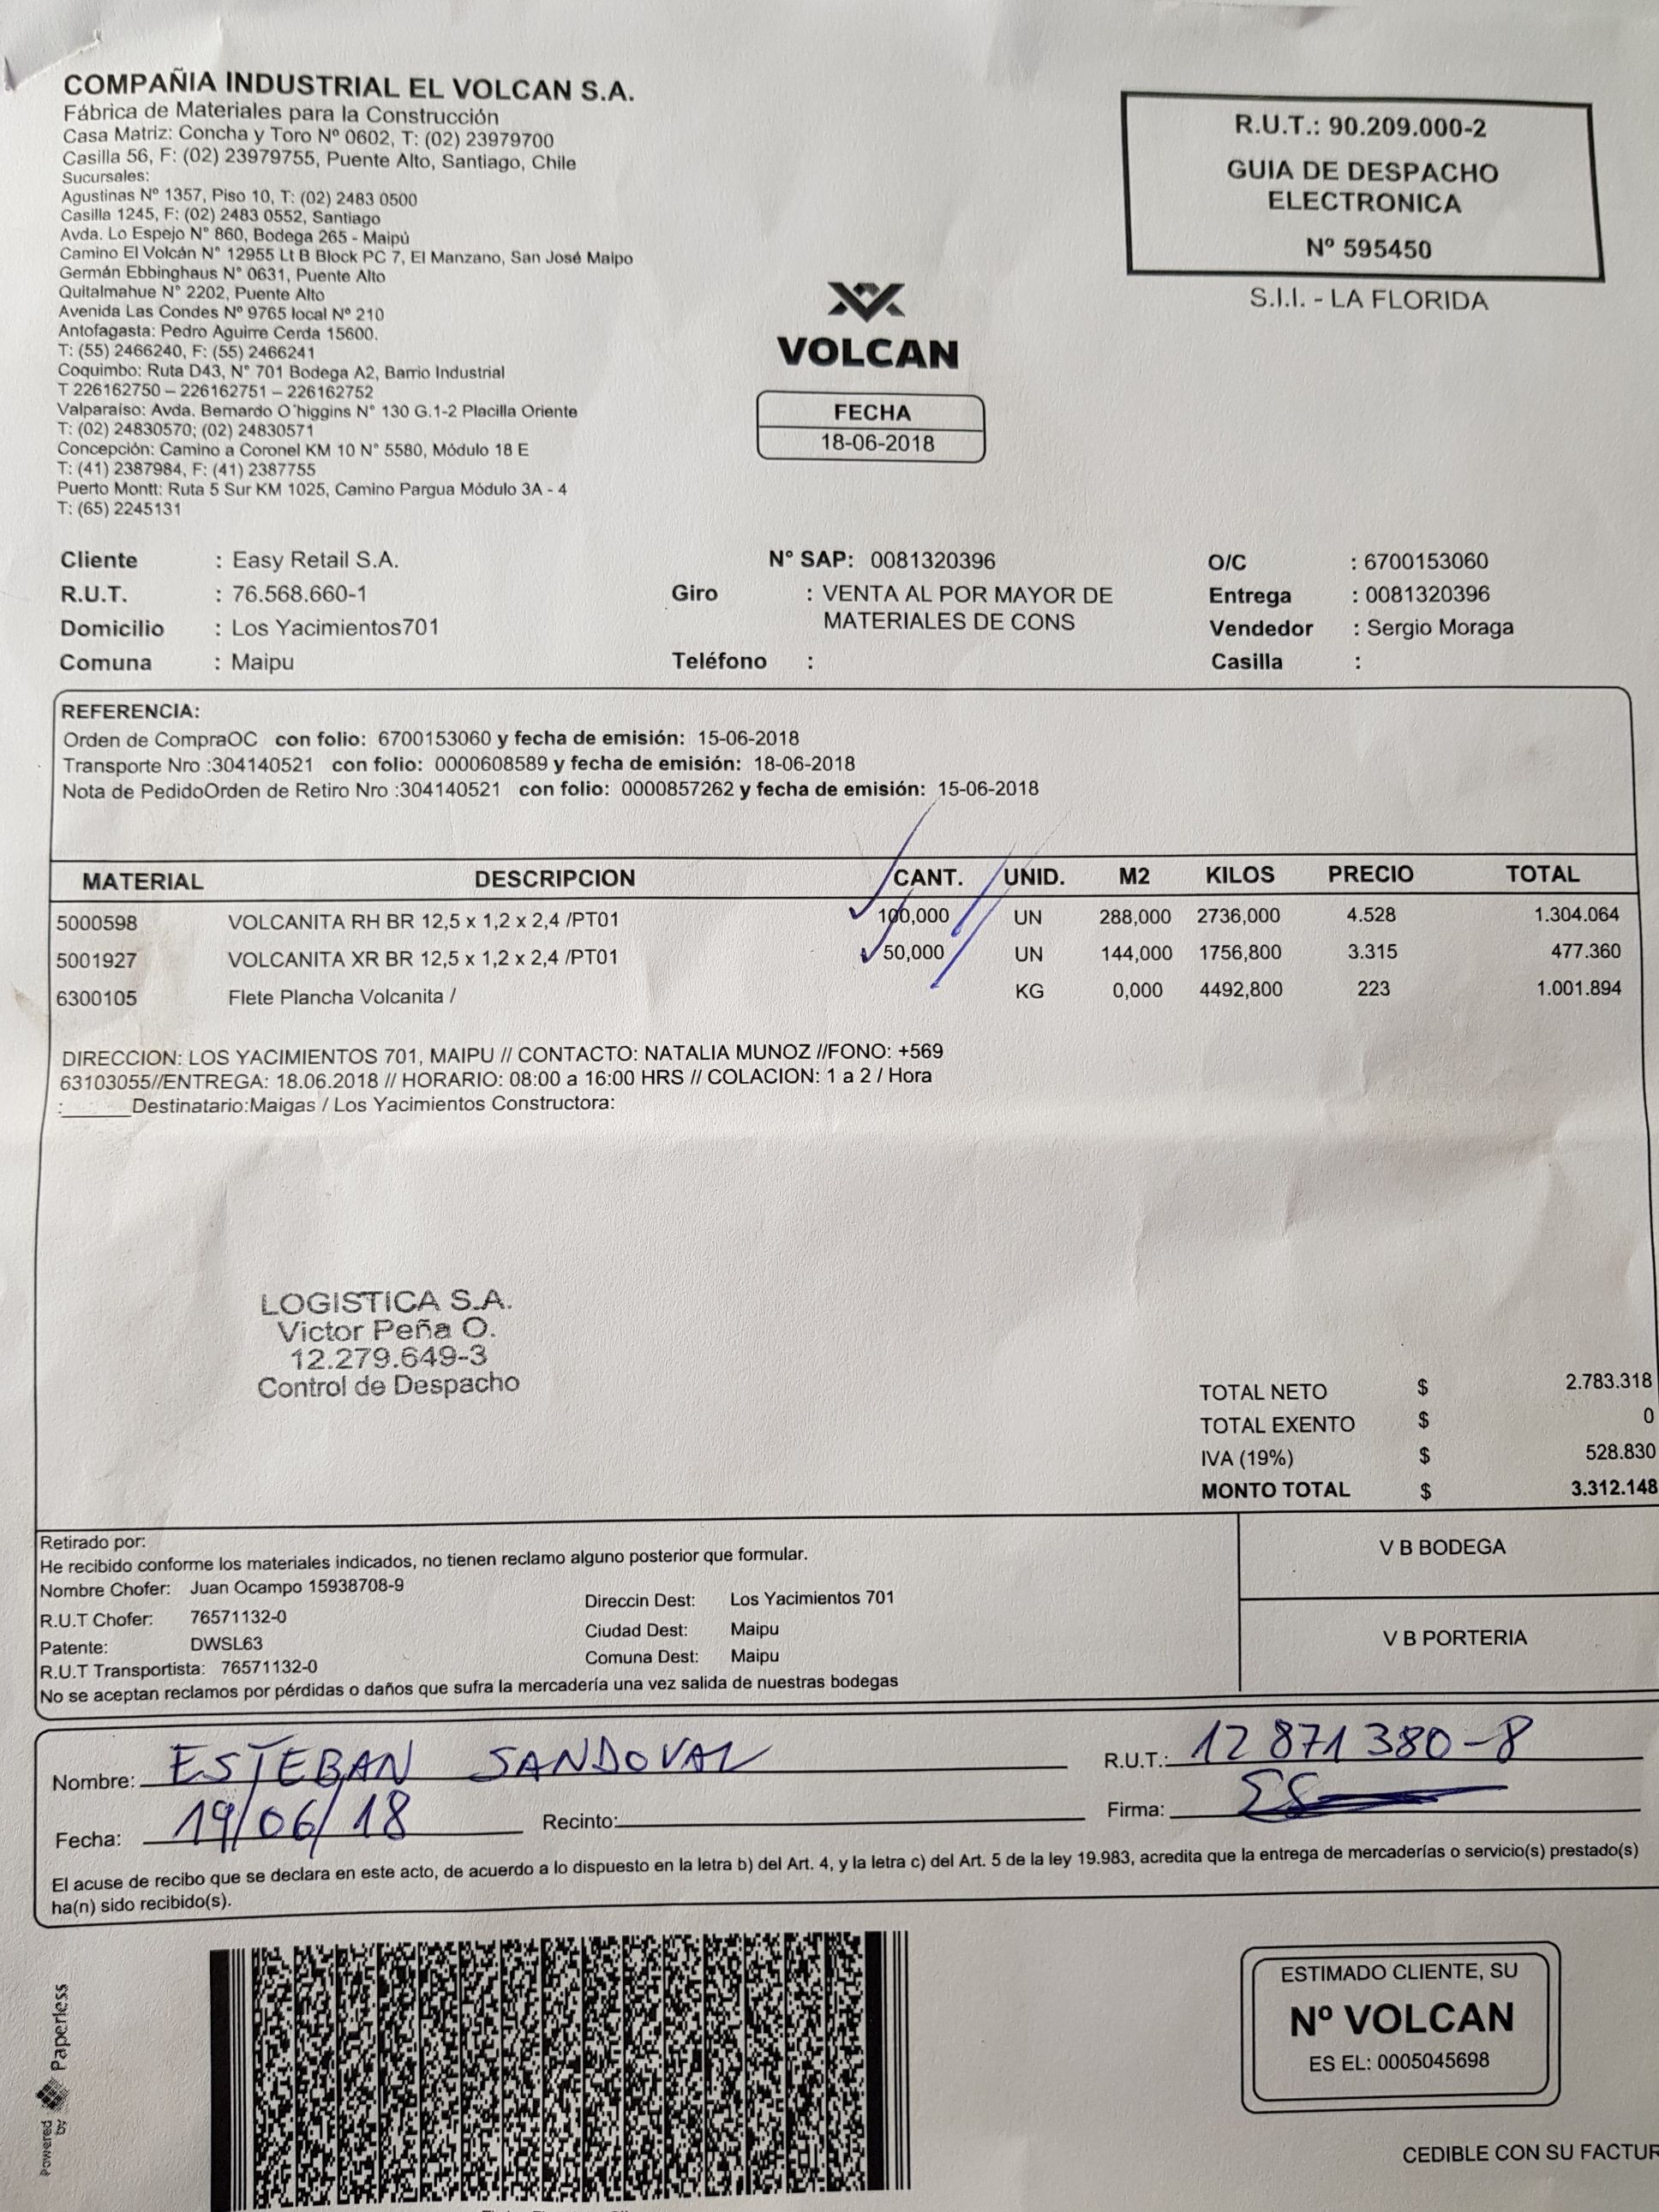 COMPAÑIA INDUSTRIAL EL VOLCAN S.A.
Fábrica de Materiales para la Construcción
Casa Matriz: Concha y Toro Nº 0602, T: (02) 23979700
Casilla 56, F: (02) 23979755, Puente Alto, Santiago, Chile
Sucursales:
Agustinas Nº 1357, Piso 10, T: (02) 2483 0500
Casilla 1245, F: (02) 2483 0552, Santiago
Avda. Lo Espejo N° 860, Bodega 265 - Maipú
Camino El Volcán N° 12955 Lt B Block PC 7, El Manzano, San José Maipo
Germán Ebbinghaus N° 0631, Puente Alto
Quitalmahue N° 2202, Puente Alto
Avenida Las Condes Nº 9765 local Nº 210
Antofagasta: Pedro Aguirre Cerda 15600.
T: (55) 2466240, F: (55) 2466241
Coquimbo: Ruta D43, N° 701 Bodega A2, Barrio Industrial
T 226162750 – 226162751 – 226162752
Valparaíso: Avda. Bernardo O'higgins N° 130 G.1-2 Placilla Oriente
T: (02) 24830570; (02) 24830571
Concepción: Camino a Coronel KM 10 N° 5580, Módulo 18 E
T: (41) 2387984, F: (41) 2387755
Puerto Montt: Ruta 5 Sur KM 1025, Camino Pargua Módulo 3A - 4
T: (65) 2245131
VOLCAN
FECHA
18-06-2018
R.U.T.: 90.209.000-2
GUIA DE DESPACHO
ELECTRONICA
Nº 595450
S.I.I. - LA FLORIDA
Cliente : Easy Retail S.A. N° SAP: 0081320396 O/C : 6700153060
R.U.T. : 76.568.660-1 Giro : VENTA AL POR MAYOR DE Entrega : 0081320396
Domicilio : Los Yacimientos701 MATERIALES DE CONS Vendedor : Sergio Moraga
Comuna : Maipu Teléfono : Casilla :
REFERENCIA:
Orden de CompraOC con folio: 6700153060 y fecha de emisión: 15-06-2018
Transporte Nro :304140521 con folio: 0000608589 y fecha de emisión: 18-06-2018
Nota de PedidoOrden de Retiro Nro :304140521 con folio: 0000857262 y fecha de emisión: 15-06-2018
MATERIAL DESCRIPCION CANT. UNID. M2 KILOS PRECIO TOTAL
5000598 VOLCANITA RH BR 12,5 x 1,2 x 2,4 /PT01 100,000 UN 288,000 2736,000 4.528 1.304.064
5001927 VOLCANITA XR BR 12,5 x 1,2 x 2,4 /PT01 50,000 UN 144,000 1756,800 3.315 477.360
6300105 Flete Plancha Volcanita / KG 0,000 4492,800 223 1.001.894
DIRECCION: LOS YACIMIENTOS 701, MAIPU // CONTACTO: NATALIA MUNOZ //FONO: +569
63103055//ENTREGA: 18.06.2018 // HORARIO: 08:00 a 16:00 HRS // COLACION: 1 a 2 / Hora
:______Destinatario:Maigas / Los Yacimientos Constructora:
LOGISTICA S.A.
Victor Peña O.
12.279.649-3
Control de Despacho
TOTAL NETO $ 2.783.318
TOTAL EXENTO $ 0
IVA (19%) $ 528.830
MONTO TOTAL $ 3.312.148
Retirado por:
He recibido conforme los materiales indicados, no tienen reclamo alguno posterior que formular.
Nombre Chofer: Juan Ocampo 15938708-9
R.U.T Chofer: 76571132-0 Direccin Dest: Los Yacimientos 701
Patente: DWSL63 Ciudad Dest: Maipu
R.U.T Transportista: 76571132-0 Comuna Dest: Maipu
No se aceptan reclamos por pérdidas o daños que sufra la mercadería una vez salida de nuestras bodegas
V B BODEGA
V B PORTERIA
Nombre: ESTEBAN SANDOVAL R.U.T.: 12 871 380-8
Fecha: 19/06/18 Recinto: Firma: ES
El acuse de recibo que se declara en este acto, de acuerdo a lo dispuesto en la letra b) del Art. 4, y la letra c) del Art. 5 de la ley 19.983, acredita que la entrega de mercaderías o servicio(s) prestado(s)
ha(n) sido recibido(s).
Powered by Paperless
ESTIMADO CLIENTE, SU
Nº VOLCAN
ES EL: 0005045698
CEDIBLE CON SU FACTUR